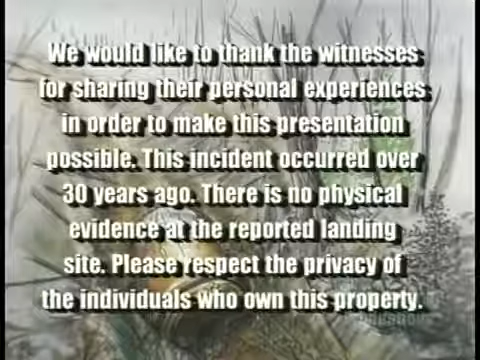 We would like to thank the witnesses
for sharing their personal experiences
in order to make this presentation
possible. This incident occurred over
30 years ago. There is no physical
evidence at the reported landing
site. Please respect the privacy of
the individuals who own this property.